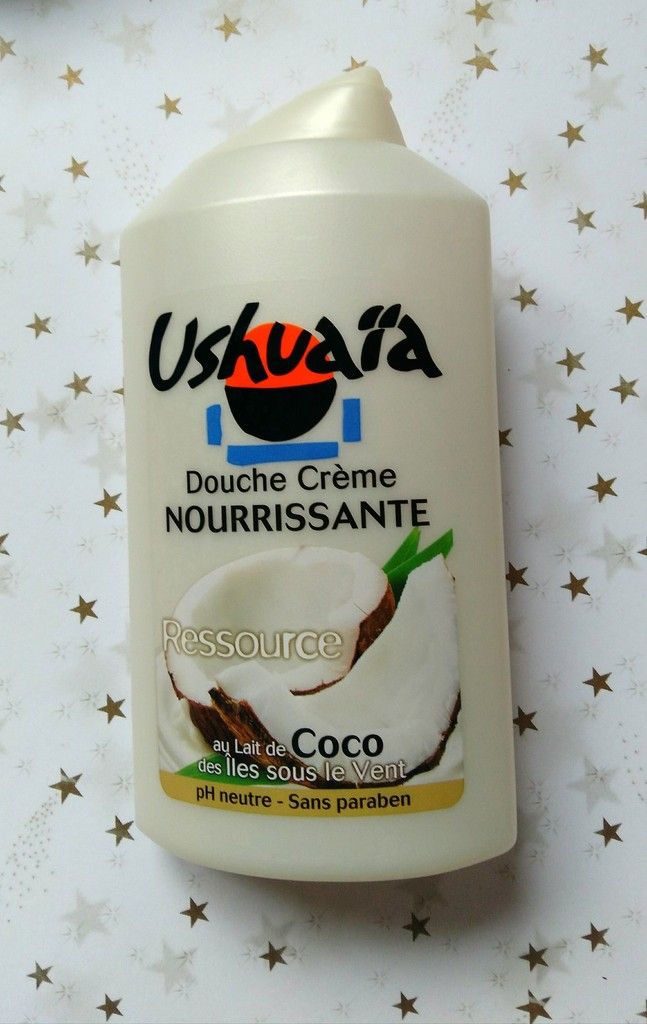 Ushuaïa
Douche Crème
NOURRISSANTE
Ressource
au Lait de Coco
des Îles sous le Vent
pH neutre - Sans paraben